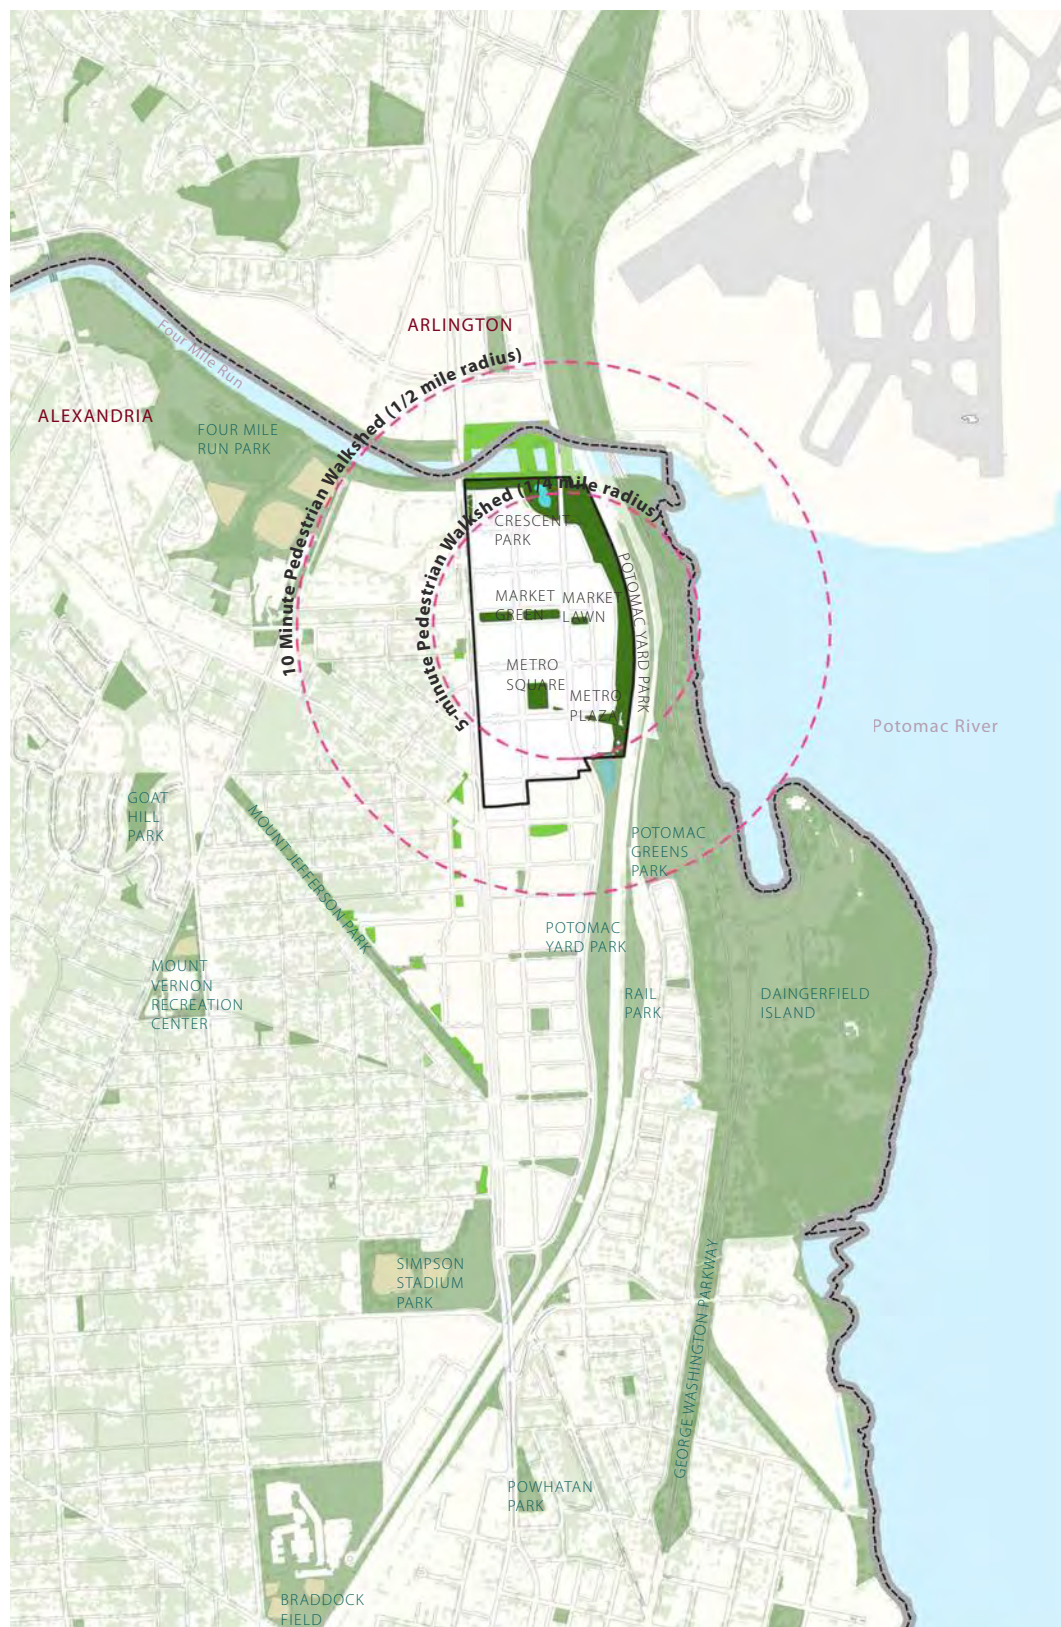 ARLINGTON
10 Minute Pedestrian Walkshed (1/2 mile radius)
Four Mile Run
ALEXANDRIA
FOUR MILE
RUN PARK
5-minute Pedestrian Walkshed (1/4 mile radius)
CRESCENT
PARK
MARKET
GREEN
MARKET
LAWN
POTOMAC YARD PARK
METRO
SQUARE
METRO
PLAZA
Potomac River
GOAT
HILL
PARK
MOUNT JEFFERSON PARK
POTOMAC
GREENS
PARK
POTOMAC
YARD PARK
MOUNT
VERNON
RECREATION
CENTER
RAIL
PARK
DAINGERFIELD
ISLAND
SIMPSON
STADIUM
PARK
GEORGE WASHINGTON PARKWAY
POWHATAN
PARK
BRADDOCK
FIELD